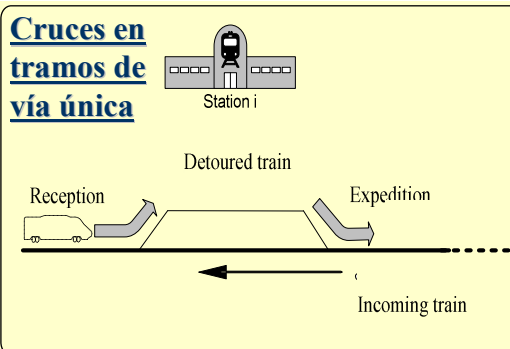 Cruces en
tramos de
vía única
Station i
Detoured train
Reception
Expedition
Incoming train